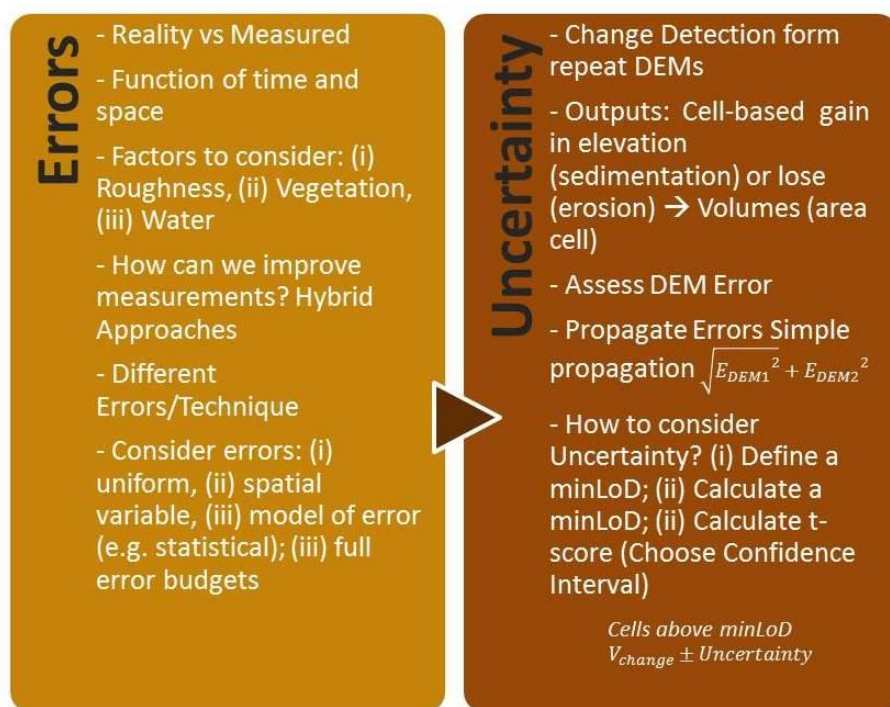 Errors
- Reality vs Measured
- Function of time and
space
- Factors to consider: (i)
Roughness, (ii) Vegetation,
(iii) Water
- How can we improve
measurements? Hybrid
Approaches
- Different
Errors/Technique
- Consider errors: (i)
uniform, (ii) spatial
variable, (iii) model of error
(e.g. statistical); (iii) full
error budgets
Uncertainty
- Change Detection form
repeat DEMs
- Outputs: Cell-based gain
in elevation
(sedimentation) or lose
(erosion) → Volumes (area
cell)
- Assess DEM Error
- Propagate Errors Simple
propagation √E_DEM1² + E_DEM2²
- How to consider
Uncertainty? (i) Define a
minLoD; (ii) Calculate a
minLoD; (ii) Calculate t-
score (Choose Confidence
Interval)
Cells above minLoD
V_change ± Uncertainty